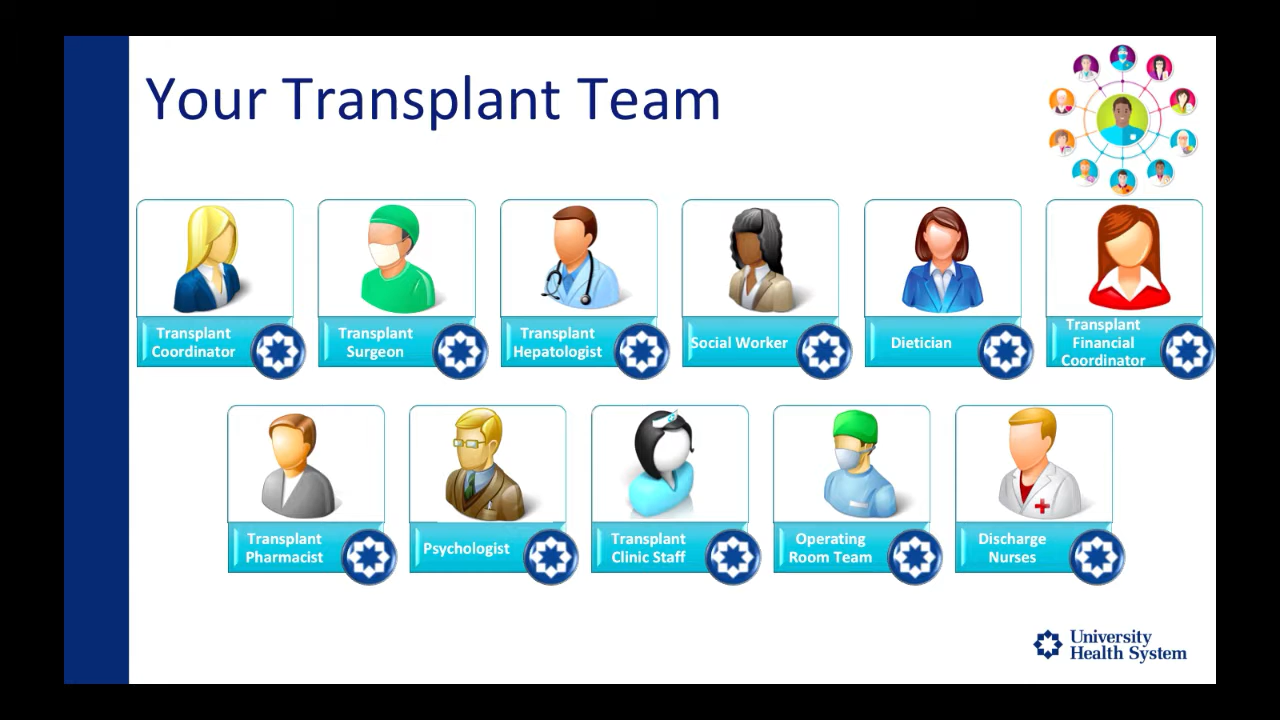 Your Transplant Team
Transplant
Coordinator
Transplant
Surgeon
Transplant
Hepatologist
Social Worker
Dietician
Transplant
Financial
Coordinator
Transplant
Pharmacist
Psychologist
Transplant
Clinic Staff
Operating
Room Team
Discharge
Nurses
University
Health System